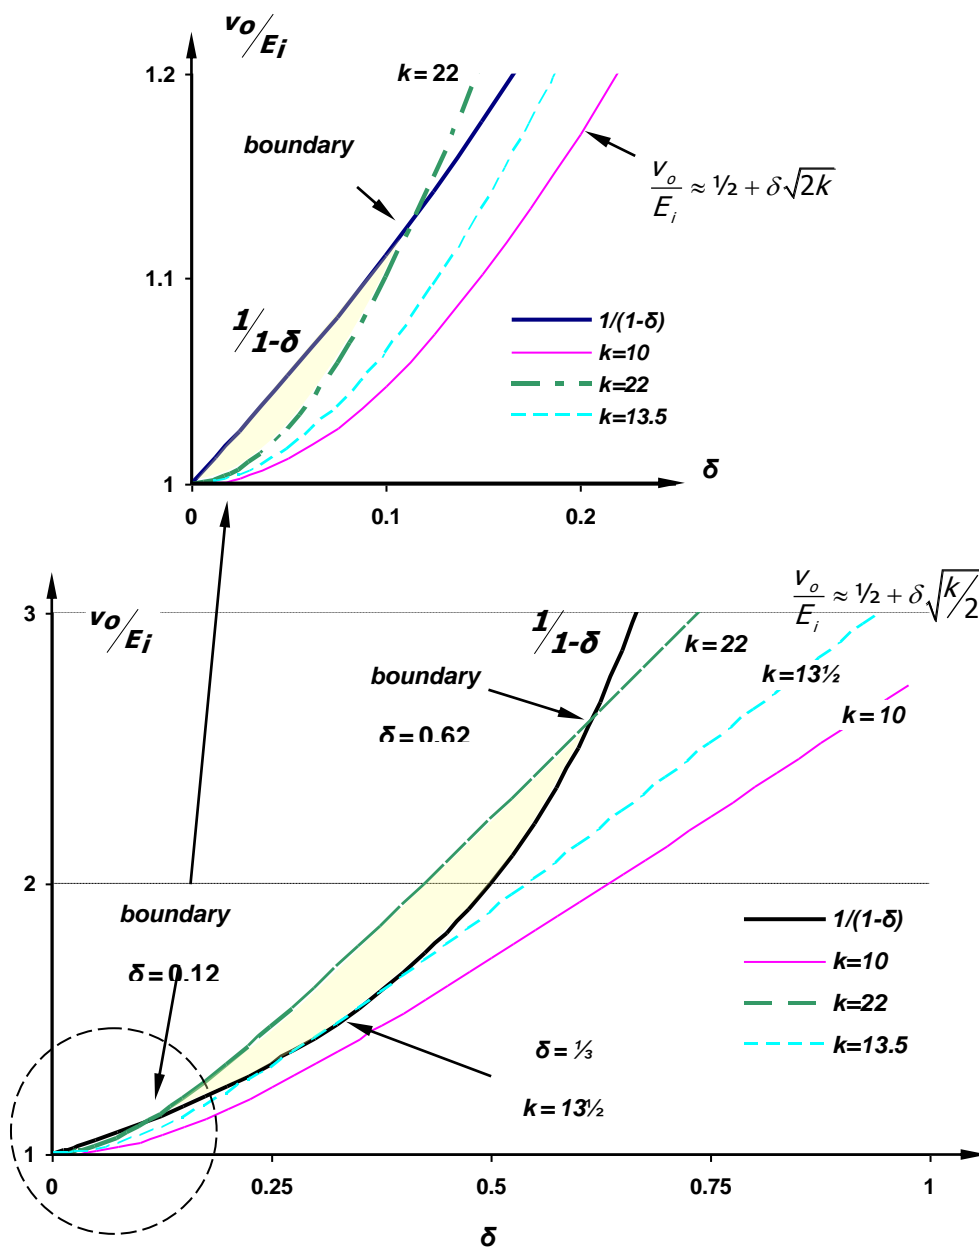 vo/Ei
1.2
k = 22
boundary
vo/Ei ≈ ½ + δ√2k
1.1
1/1-δ
1/(1-δ)
k=10
k=22
k=13.5
1
δ
0
0.1
0.2
vo/Ei ≈ ½ + δ√k/2
3
vo/Ei
1/1-δ
k = 22
boundary
k = 13½
δ = 0.62
k = 10
2
boundary
δ = 0.12
1/(1-δ)
k=10
k=22
k=13.5
δ = ⅓
k = 13½
1
0
0.25
0.5
0.75
1
δ